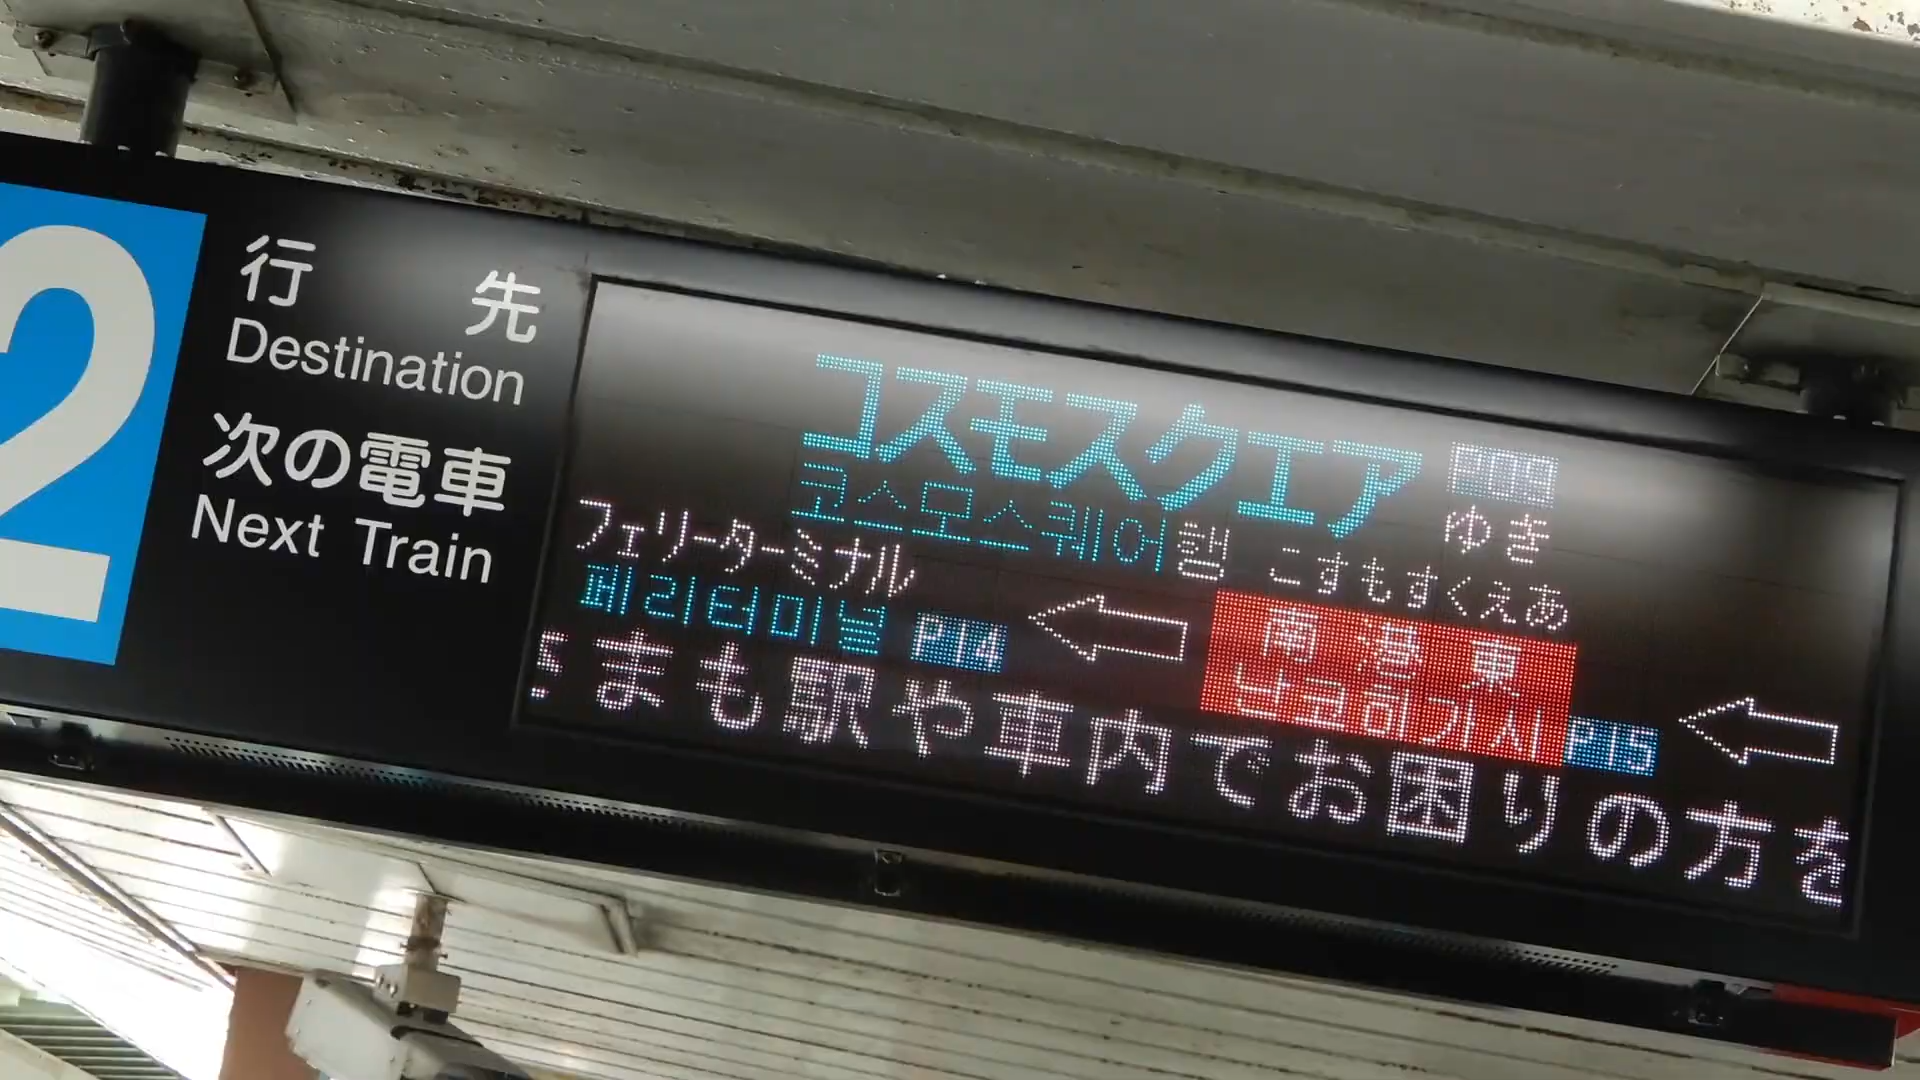 2
行先
Destination
次の電車
Next Train
コスモスクエア P09
ゆき
코스모스퀘어행 こすもすくえあ
フェリーターミナル
페리터미널 P14
南港東
난코히가시 P15
さまも駅や車内でお困りの方を